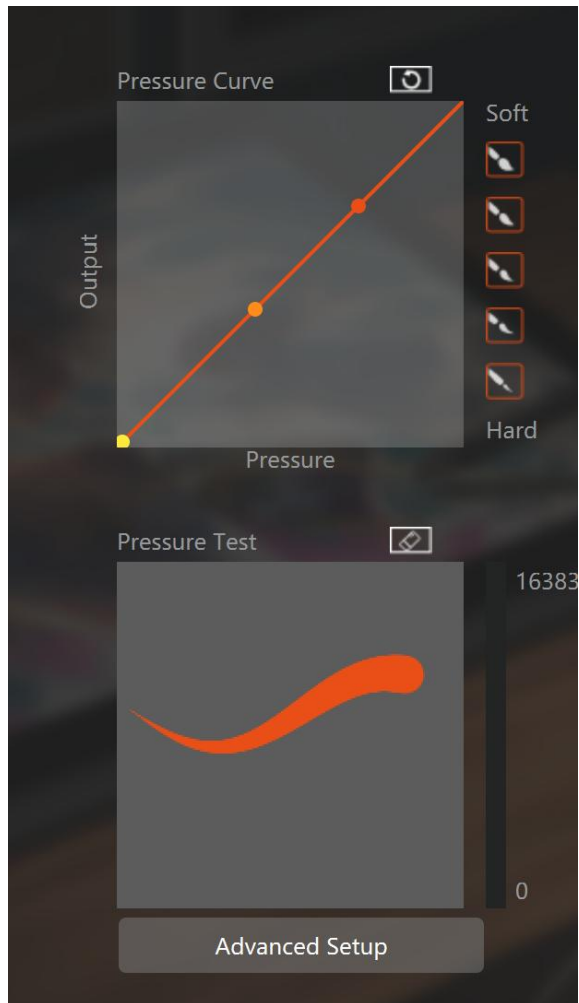 Pressure Curve
Soft
Output
Hard
Pressure
Pressure Test
16383
0
Advanced Setup